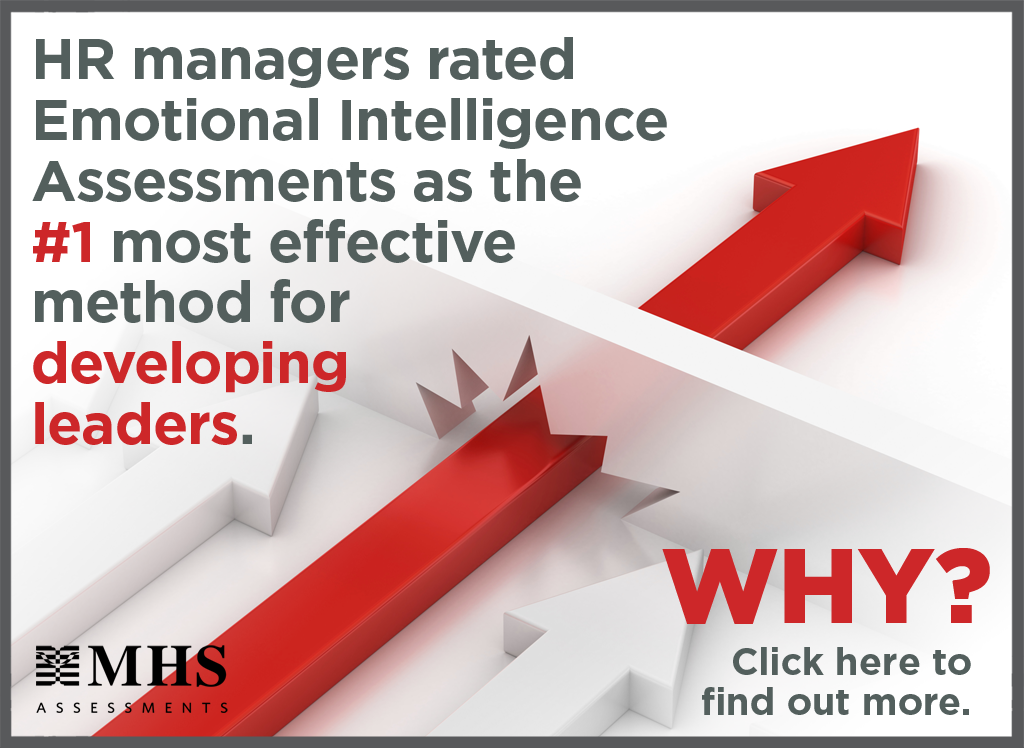 HR managers rated
Emotional Intelligence
Assessments as the
#1 most effective
method for
developing
leaders.
WHY?
Click here to
find out more.
MHS
ASSESSMENTS